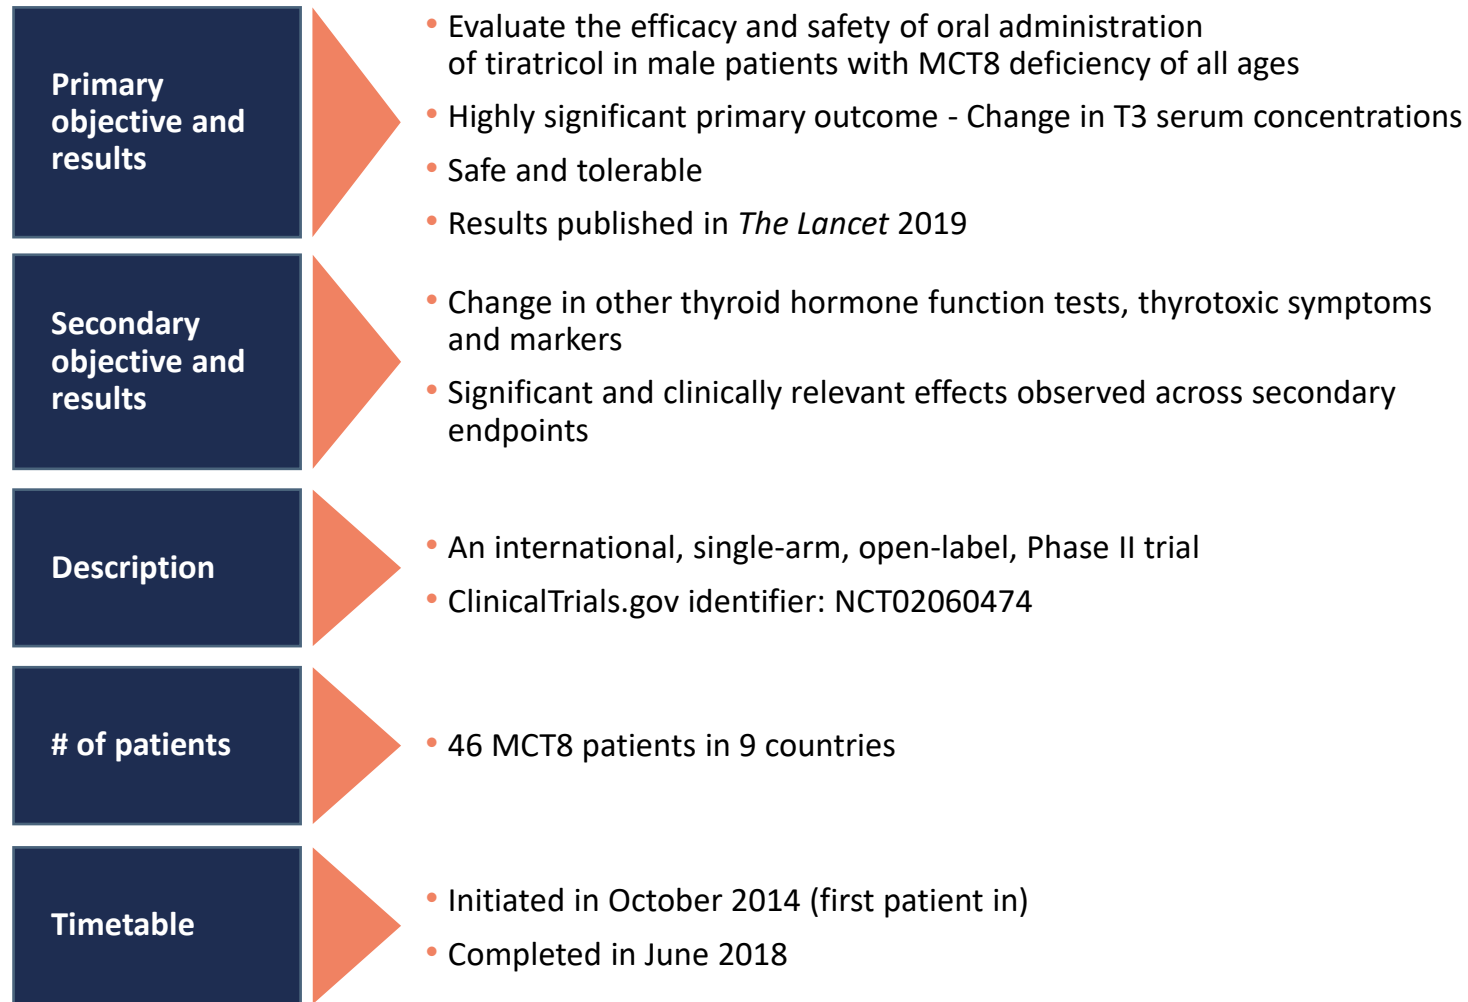 Primary
objective and
results
• Evaluate the efficacy and safety of oral administration
of tiratricol in male patients with MCT8 deficiency of all ages
• Highly significant primary outcome - Change in T3 serum concentrations
• Safe and tolerable
• Results published in The Lancet 2019
Secondary
objective and
results
• Change in other thyroid hormone function tests, thyrotoxic symptoms
and markers
• Significant and clinically relevant effects observed across secondary
endpoints
Description
• An international, single-arm, open-label, Phase II trial
• ClinicalTrials.gov identifier: NCT02060474
# of patients
• 46 MCT8 patients in 9 countries
Timetable
• Initiated in October 2014 (first patient in)
• Completed in June 2018